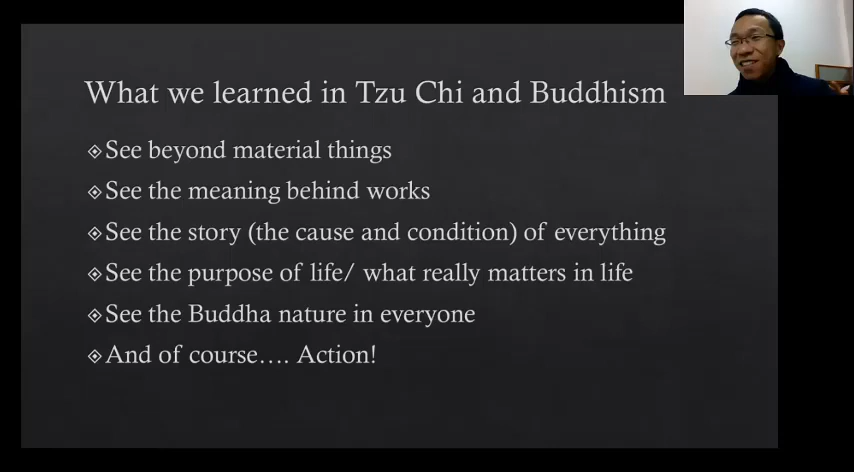 What we learned in Tzu Chi and Buddhism
See beyond material things
See the meaning behind works
See the story (the cause and condition) of everything
See the purpose of life/ what really matters in life
See the Buddha nature in everyone
And of course…. Action!